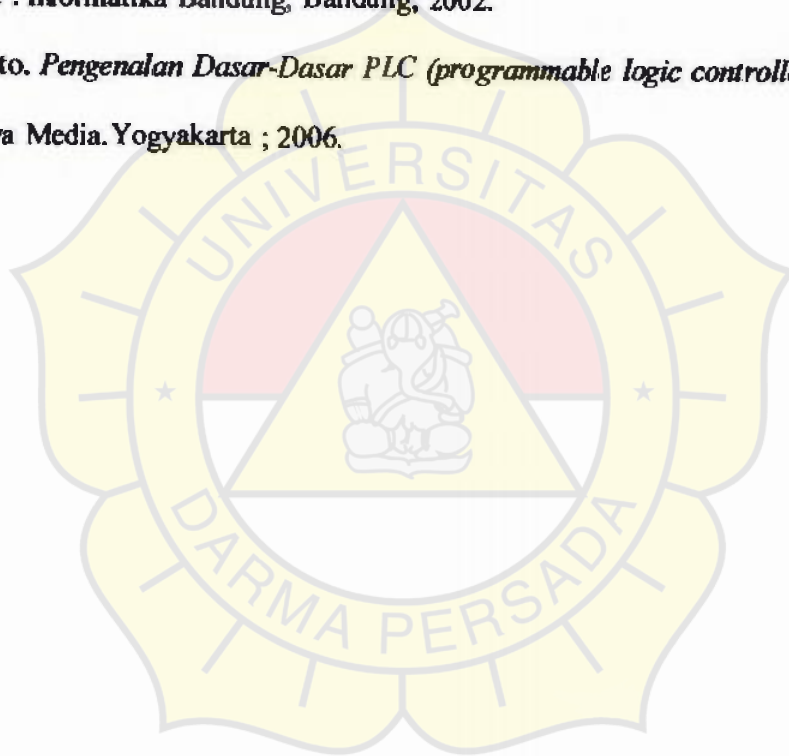 : Informatika Bandung, Bandung, 2002.
to. Pengenalan Dasar-Dasar PLC (programmable logic controll
a Media. Yogyakarta ; 2006.
UNIVERSITAS
DARMA PERSADA